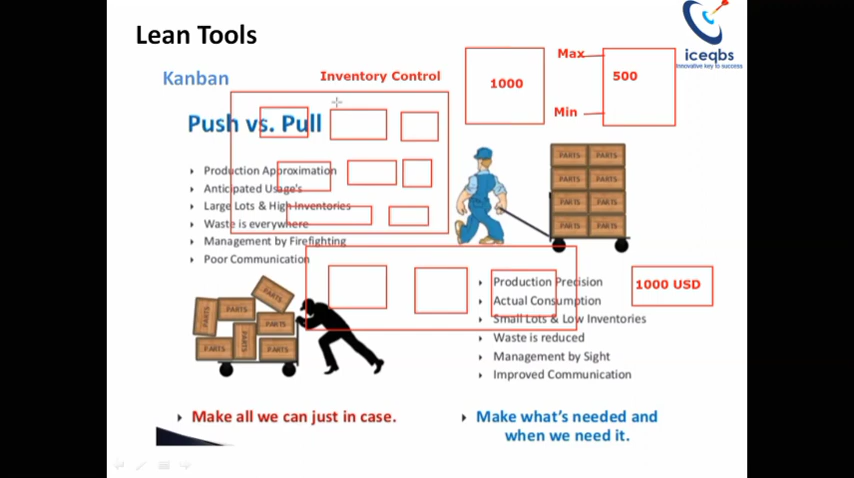 Lean Tools
iceqbs
Innovative key to success
Kanban
Inventory Control
Max
500
1000
Min
Push vs. Pull
Production Approximation
Anticipated Usage's
Large Lots & High Inventories
Waste is everywhere
Management by Firefighting
Poor Communication
PARTS PARTS
PARTS PARTS
PARTS PARTS
PARTS PARTS
Production Precision
Actual Consumption
Small Lots & Low Inventories
Waste is reduced
Management by Sight
Improved Communication
1000 USD
PARTS
PARTS
PARTS
PARTS
PARTS
PARTS
PARTS
Make all we can just in case.
Make what's needed and
when we need it.